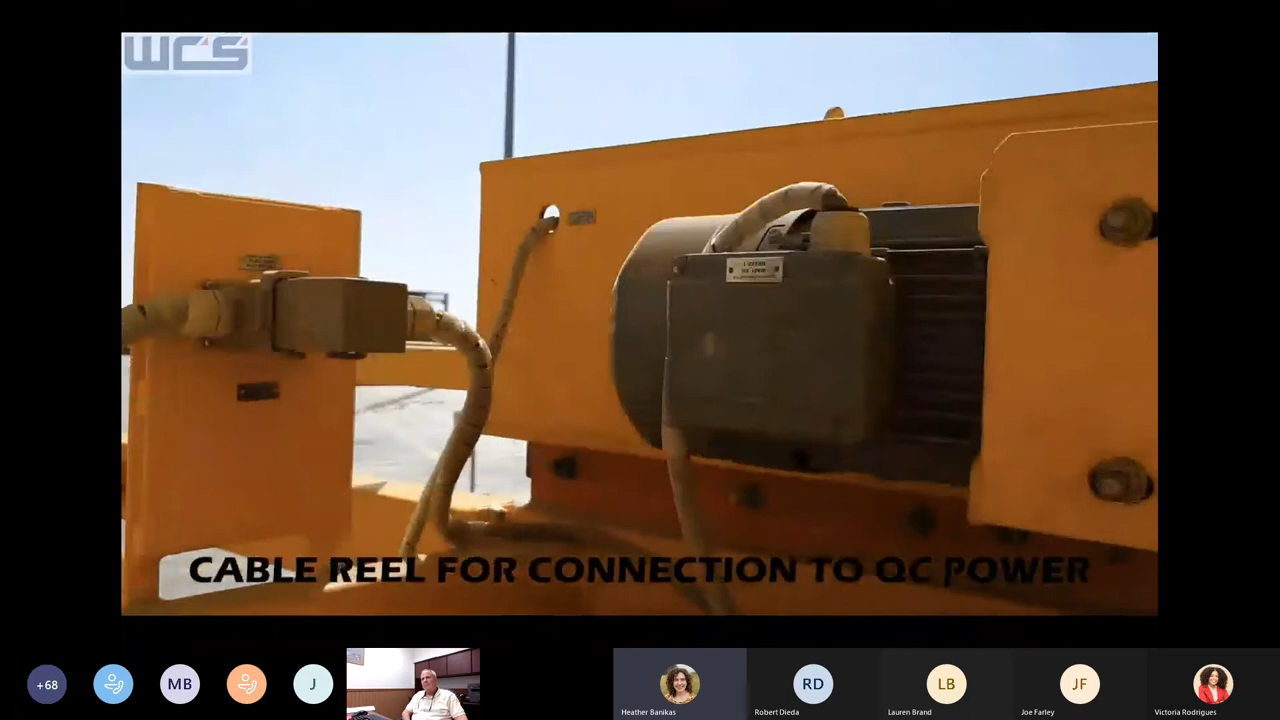 WCS
CABLE REEL FOR CONNECTION TO QC POWER
+68
MB
J
RD
LB
JF
Heather Banikas
Robert Dieda
Lauren Brand
Joe Farley
Victoria Rodrigues